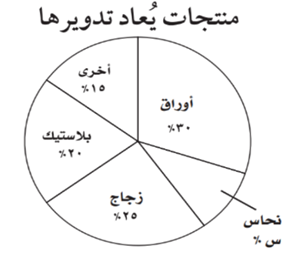 منتجات يُعاد تدويرها
أخرى
١٥٪
أوراق
٣٠٪
بلاستيك
٢٠٪
زجاج
٢٥٪
نحاس
س ٪